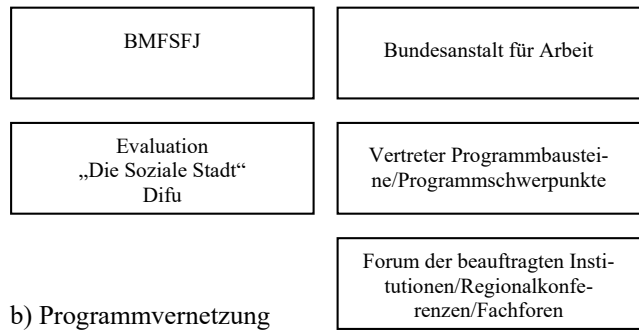 BMFSFJ
Bundesanstalt für Arbeit
Evaluation
„Die Soziale Stadt“
Difu
Vertreter Programmbaustei-
ne/Programmschwerpunkte
Forum der beauftragten Insti-
tutionen/Regionalkonfe-
renzen/Fachforen
b) Programmvernetzung